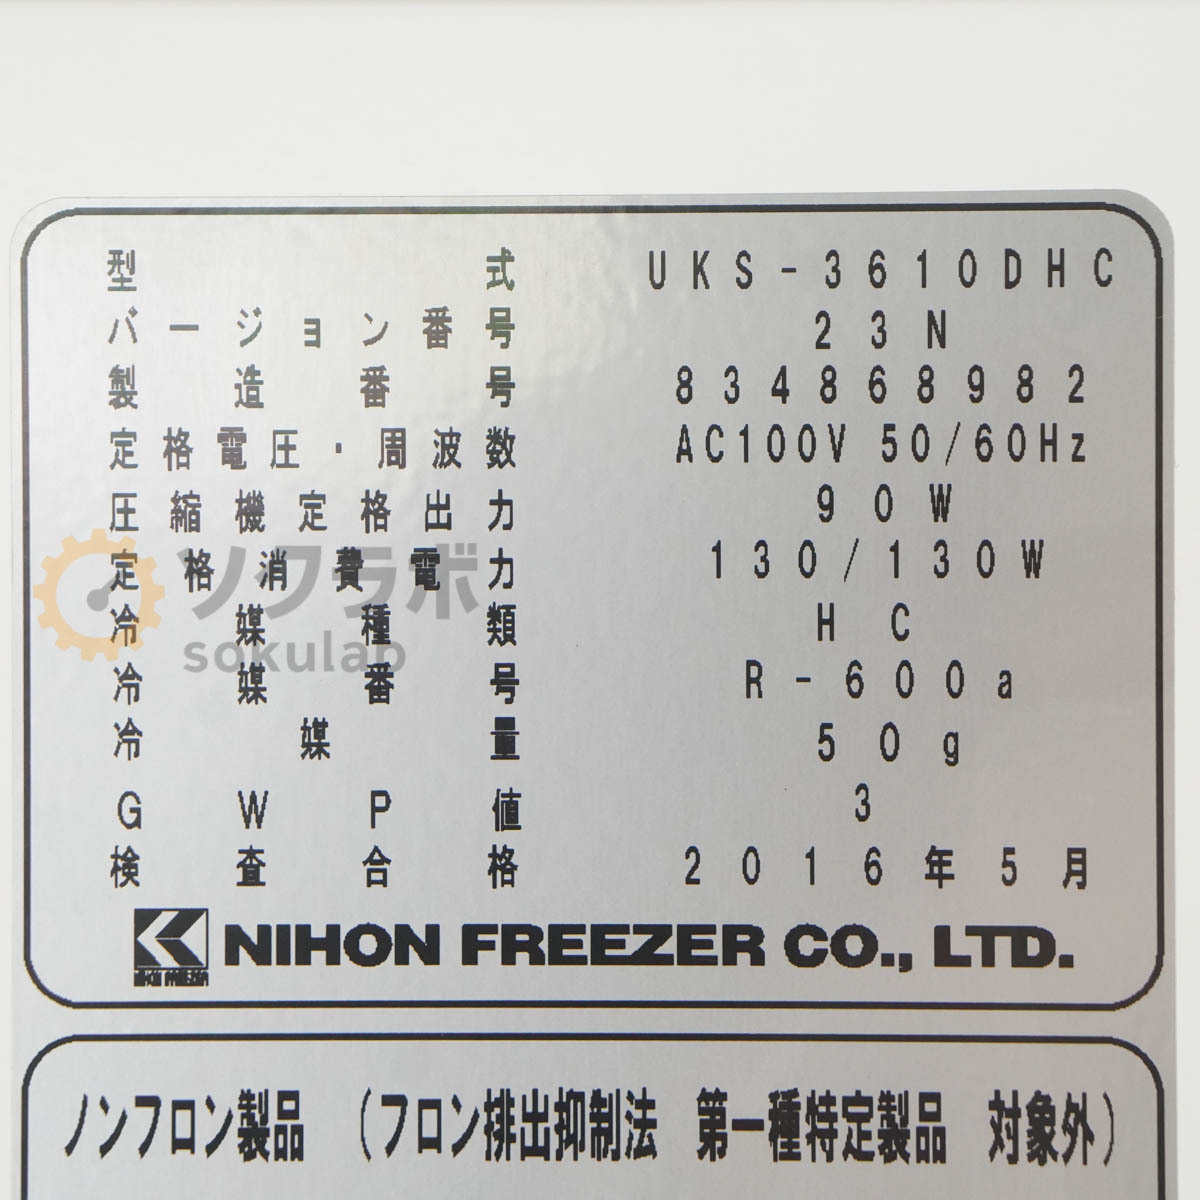 型式 UKS-3610DHC
バージョン番号 23N
製造番号 834868982
定格電圧・周波数 AC100V 50/60Hz
圧縮機定格出力 90W
定格消費電力 130/130W
冷媒種類 HC
冷媒番号 R-600a
冷媒量 50g
GWP値 3
検査合格 2016年5月
NIHON FREEZER CO., LTD.
ノンフロン製品 (フロン排出抑制法 第一種特定製品 対象外)
ソクラボ
sokulab